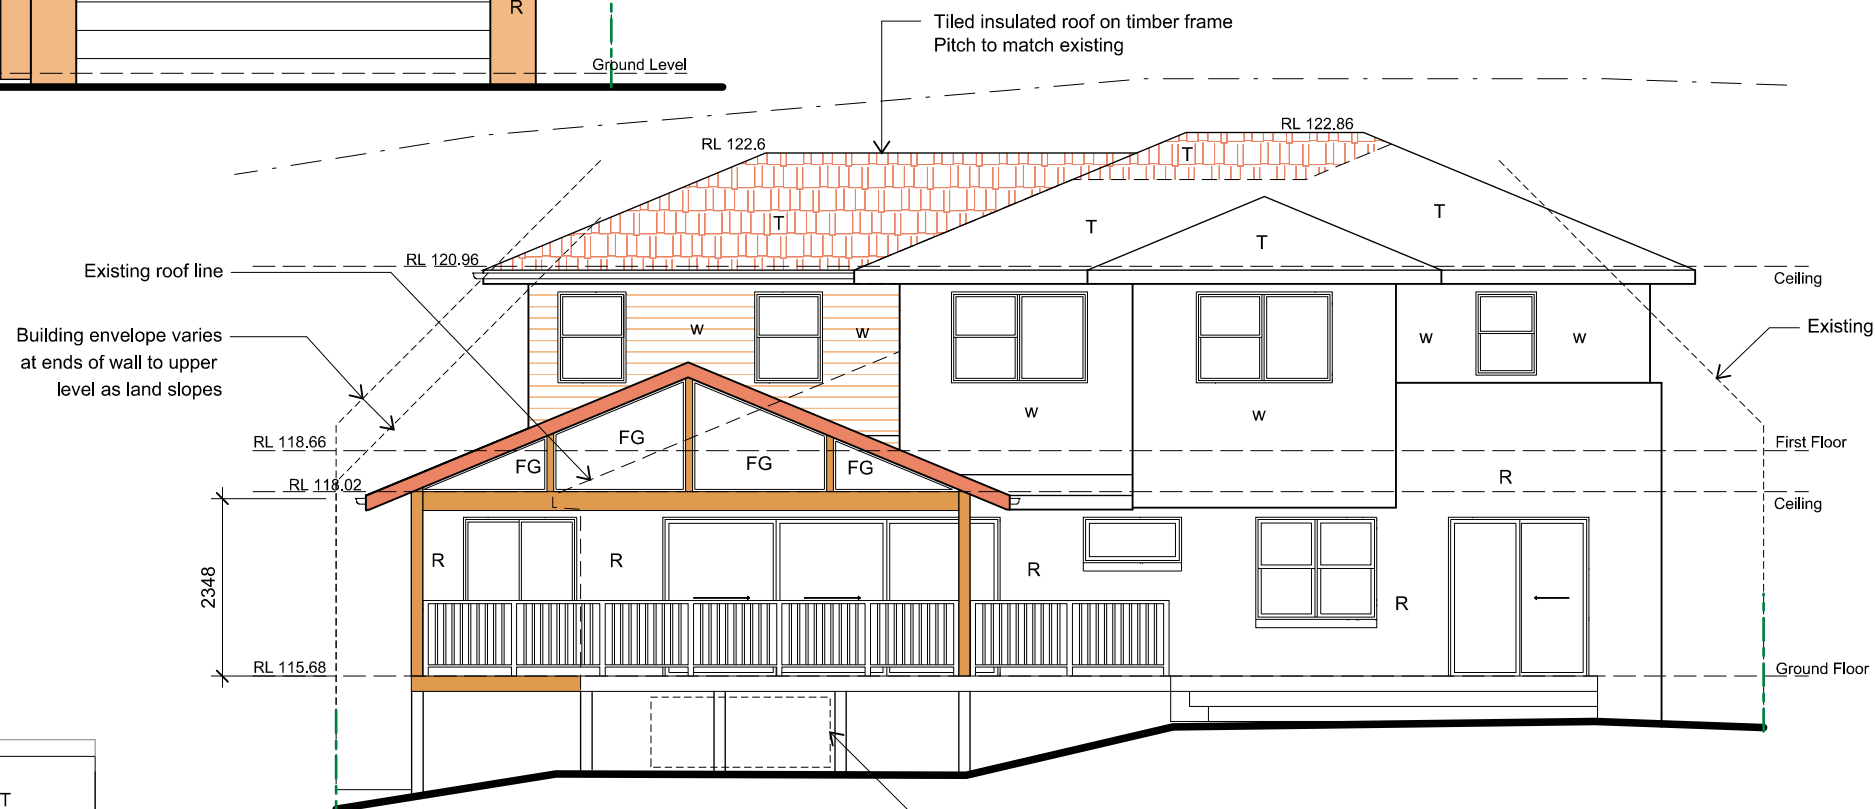 R
Ground Level
Tiled insulated roof on timber frame
Pitch to match existing
RL 122.86
RL 122.6
T
T
T
T
T
RL 120.96
Existing roof line
Ceiling
Building envelope varies
at ends of wall to upper
level as land slopes
Existing
w
w
w
w
w
w
RL 118.66
First Floor
FG
FG
FG
FG
R
RL 118.02
Ceiling
R
R
R
R
2348
RL 115.68
Ground Floor
T